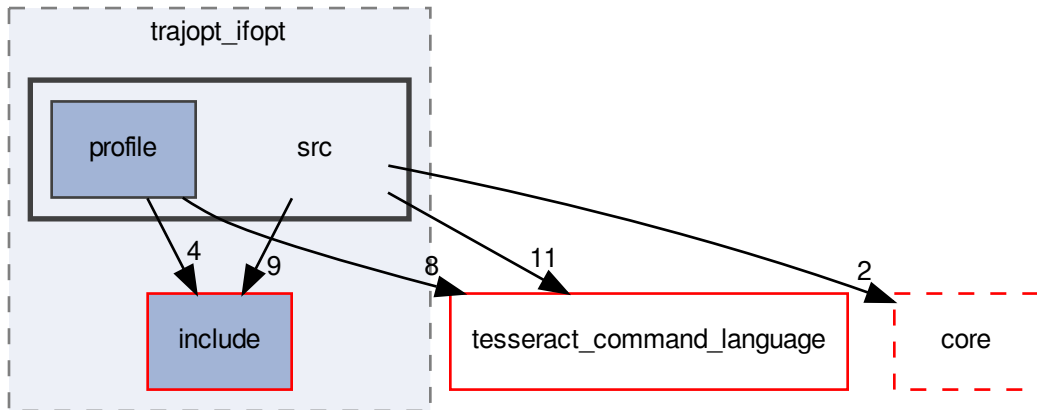 trajopt_ifopt
profile
src
4
9
8
11
2
include
tesseract_command_language
core